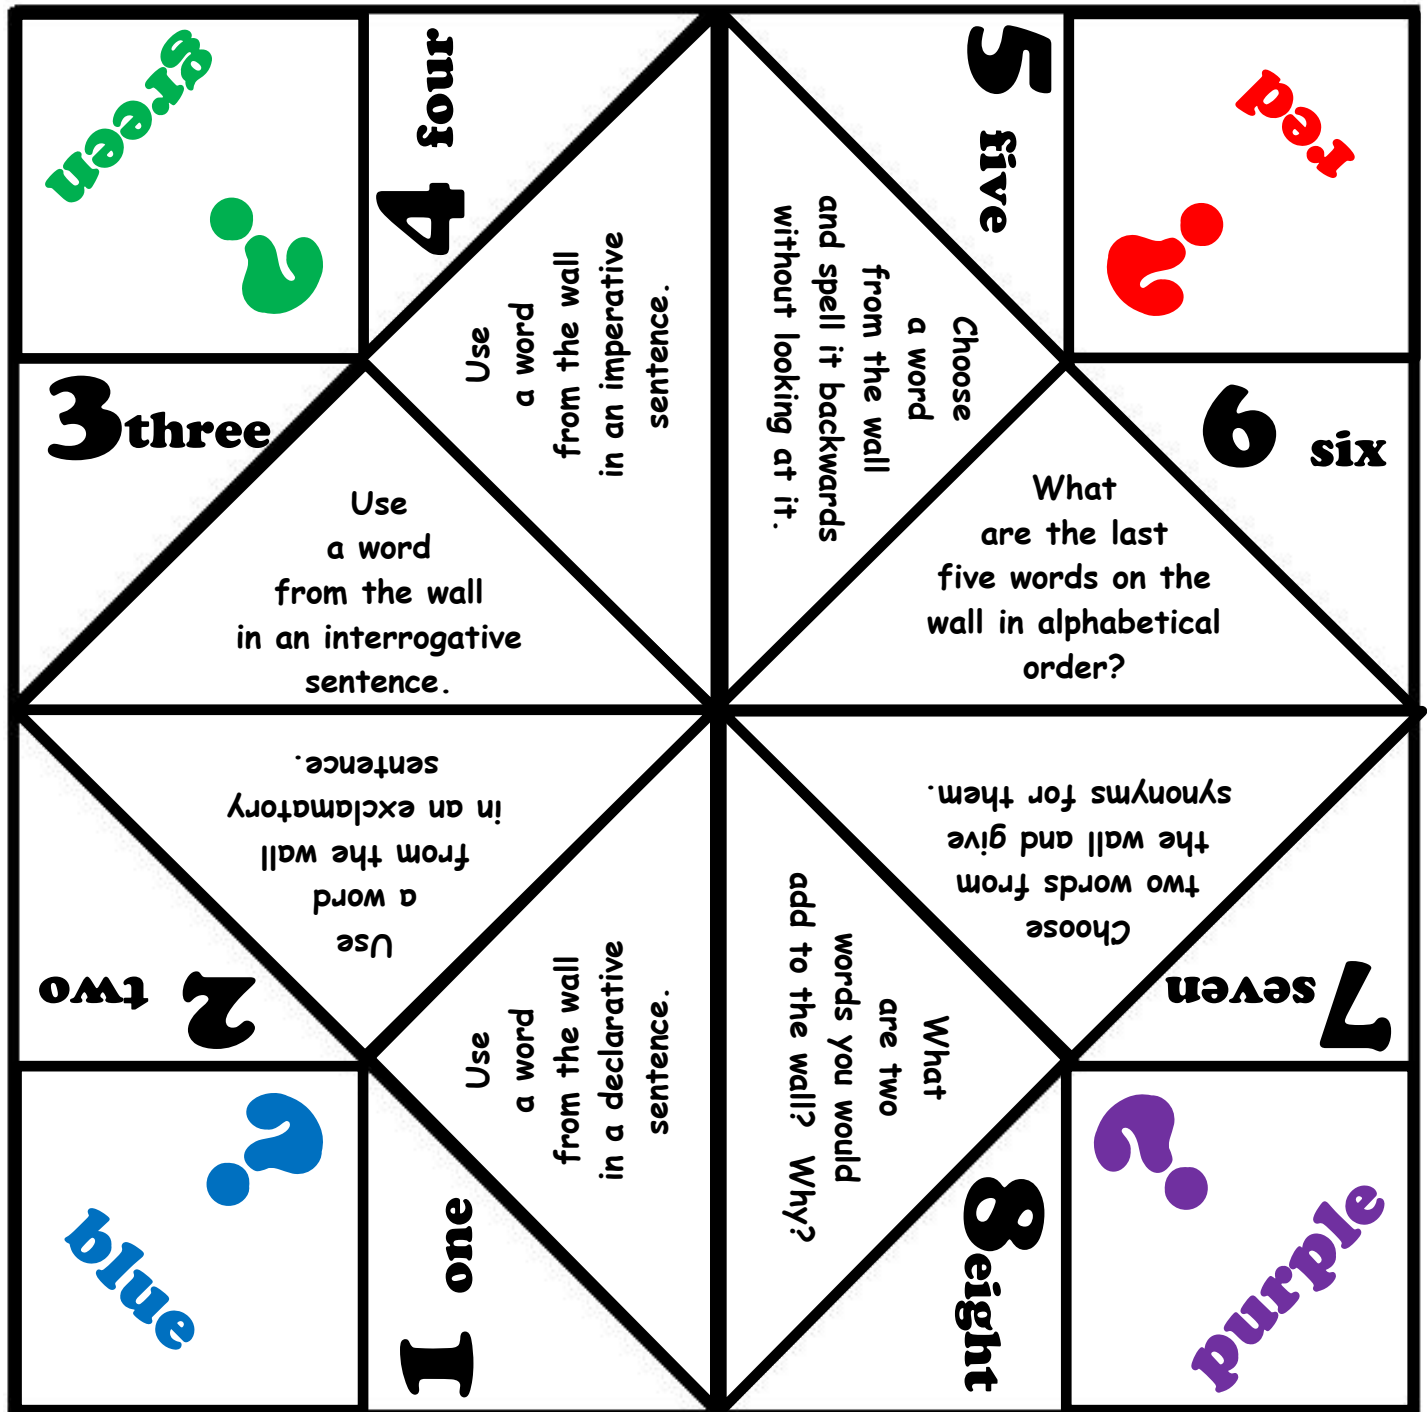 green
?
4 four
5 five
red
?
3 three
Use
a word
from the wall
in an imperative
sentence.
Choose
a word
from the wall
and spell it backwards
without looking at it.
6 six
Use
a word
from the wall
in an interrogative
sentence.
What
are the last
five words on the
wall in alphabetical
order?
Use
a word
from the wall
in an exclamatory
sentence.
2 two
Choose
two words from
the wall and give
synonyms for them.
7 seven
Use
a word
from the wall
in a declarative
sentence.
What
are two
words you would
add to the wall? Why?
blue
?
1 one
8 eight
purple
?